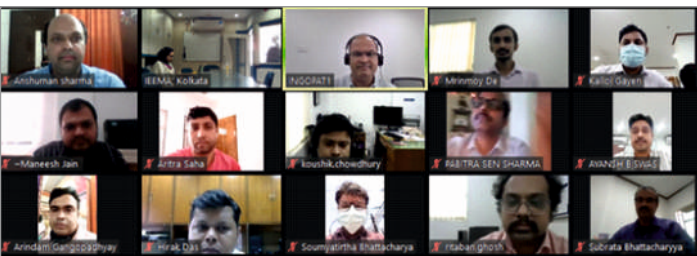 Anshuman sharma
IEEMA, Kolkata
INGOPAT1
Mrinmoy De
Kallol Gayen
~Maneesh Jain
Aritra Saha
koushik.chowdhury
PABITRA SEN SHARMA
AYANSH BISWAS
Arindam Gangopadhyay
Hirak Das
Soumyatirtha Bhattacharya
ritaban.ghosh
Subrata Bhattacharyya